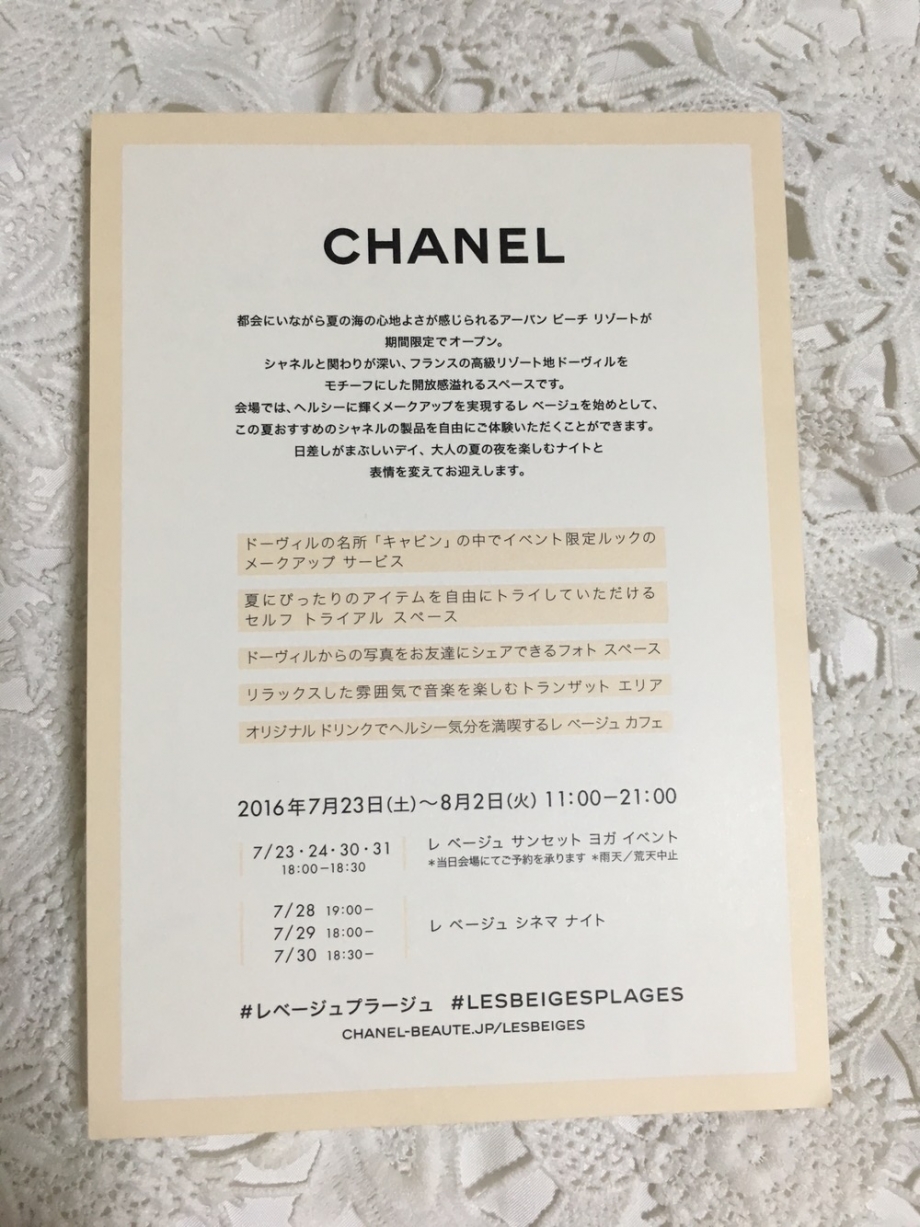 CHANEL
都会にいながら夏の海の心地よさが感じられるアーバン ビーチ リゾートが
期間限定でオープン。
シャネルと関わりが深い、フランスの高級リゾート地ドーヴィルを
モチーフにした開放感溢れるスペースです。
会場では、ヘルシーに輝くメークアップを実現するレ ベージュを始めとして、
この夏おすすめのシャネルの製品を自由にご体験いただくことができます。
日差しがまぶしいデイ、大人の夏の夜を楽しむナイトと
表情を変えてお迎えします。
ドーヴィルの名所「キャビン」の中でイベント限定ルックの
メークアップ サービス
夏にぴったりのアイテムを自由にトライしていただける
セルフ トライアル スペース
ドーヴィルからの写真をお友達にシェアできるフォト スペース
リラックスした雰囲気で音楽を楽しむトランザット エリア
オリジナルドリンクでヘルシー気分を満喫するレ ベージュ カフェ
2016年7月23日(土)〜8月2日(火) 11:00−21:00
7/23・24・30・31
18:00−18:30
レ ベージュ サンセット ヨガ イベント
*当日会場にてご予約を承ります *雨天/荒天中止
7/28 19:00−
7/29 18:00−
7/30 18:30−
レ ベージュ シネマ ナイト
#レベージュプラージュ #LESBEIGESPLAGES
CHANEL-BEAUTE.JP/LESBEIGES